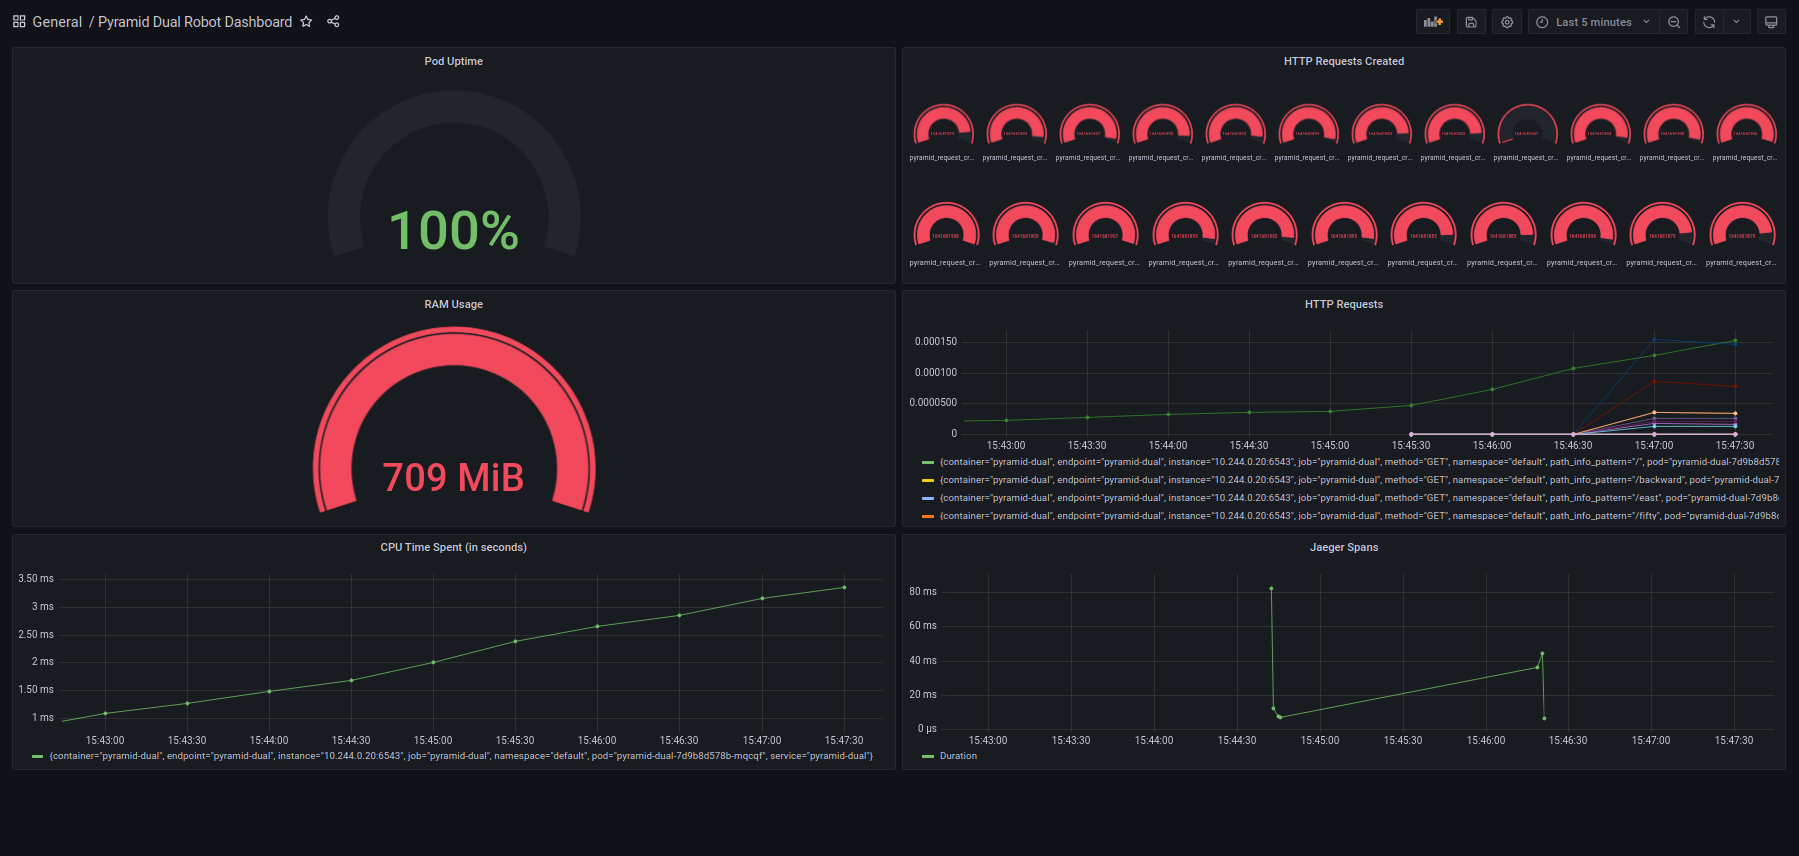 General / Pyramid Dual Robot Dashboard
Last 5 minutes
Pod Uptime
100%
HTTP Requests Created
pyramid_request_cr... pyramid_request_cr... pyramid_request_cr... pyramid_request_cr... pyramid_request_cr... pyramid_request_cr... pyramid_request_cr... pyramid_request_cr... pyramid_request_cr... pyramid_request_cr... pyramid_request_cr... pyramid_request_cr...
pyramid_request_cr... pyramid_request_cr... pyramid_request_cr... pyramid_request_cr... pyramid_request_cr... pyramid_request_cr... pyramid_request_cr... pyramid_request_cr... pyramid_request_cr... pyramid_request_cr... pyramid_request_cr...
RAM Usage
709 MiB
HTTP Requests
0.000150
0.000100
0.0000500
0
15:43:00 15:43:30 15:44:00 15:44:30 15:45:00 15:45:30 15:46:00 15:46:30 15:47:00 15:47:30
{container="pyramid-dual", endpoint="pyramid-dual", instance="10.244.0.20:6543", job="pyramid-dual", method="GET", namespace="default", path_info_pattern="/", pod="pyramid-dual-7d9b8d578
{container="pyramid-dual", endpoint="pyramid-dual", instance="10.244.0.20:6543", job="pyramid-dual", method="GET", namespace="default", path_info_pattern="/backward", pod="pyramid-dual-7
{container="pyramid-dual", endpoint="pyramid-dual", instance="10.244.0.20:6543", job="pyramid-dual", method="GET", namespace="default", path_info_pattern="/east", pod="pyramid-dual-7d9b8
{container="pyramid-dual", endpoint="pyramid-dual", instance="10.244.0.20:6543", job="pyramid-dual", method="GET", namespace="default", path_info_pattern="/fifty", pod="pyramid-dual-7d9b8
CPU Time Spent (in seconds)
3.50 ms
3 ms
2.50 ms
2 ms
1.50 ms
1 ms
15:43:00 15:43:30 15:44:00 15:44:30 15:45:00 15:45:30 15:46:00 15:46:30 15:47:00 15:47:30
{container="pyramid-dual", endpoint="pyramid-dual", instance="10.244.0.20:6543", job="pyramid-dual", namespace="default", pod="pyramid-dual-7d9b8d578b-mqcqf", service="pyramid-dual"}
Jaeger Spans
80 ms
60 ms
40 ms
20 ms
0 µs
15:43:00 15:43:30 15:44:00 15:44:30 15:45:00 15:45:30 15:46:00 15:46:30 15:47:00 15:47:30
Duration